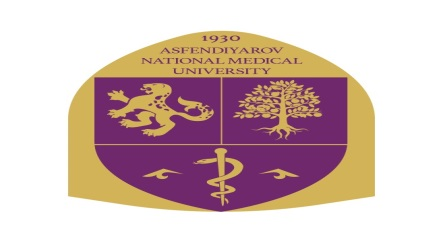 1930
ASFENDIYAROV
NATIONAL MEDICAL
UNIVERSITY